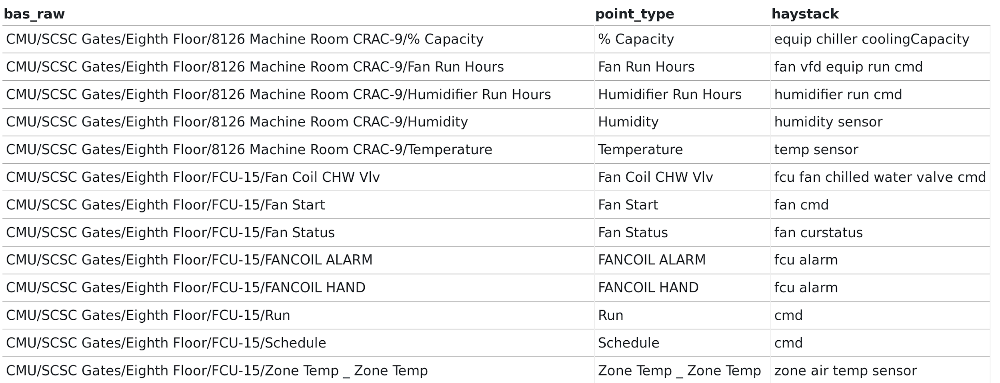 bas_raw point_type haystack
CMU/SCSC Gates/Eighth Floor/8126 Machine Room CRAC-9/% Capacity % Capacity equip chiller coolingCapacity
CMU/SCSC Gates/Eighth Floor/8126 Machine Room CRAC-9/Fan Run Hours Fan Run Hours fan vfd equip run cmd
CMU/SCSC Gates/Eighth Floor/8126 Machine Room CRAC-9/Humidifier Run Hours Humidifier Run Hours humidifier run cmd
CMU/SCSC Gates/Eighth Floor/8126 Machine Room CRAC-9/Humidity Humidity humidity sensor
CMU/SCSC Gates/Eighth Floor/8126 Machine Room CRAC-9/Temperature Temperature temp sensor
CMU/SCSC Gates/Eighth Floor/FCU-15/Fan Coil CHW Vlv Fan Coil CHW Vlv fcu fan chilled water valve cmd
CMU/SCSC Gates/Eighth Floor/FCU-15/Fan Start Fan Start fan cmd
CMU/SCSC Gates/Eighth Floor/FCU-15/Fan Status Fan Status fan curstatus
CMU/SCSC Gates/Eighth Floor/FCU-15/FANCOIL ALARM FANCOIL ALARM fcu alarm
CMU/SCSC Gates/Eighth Floor/FCU-15/FANCOIL HAND FANCOIL HAND fcu alarm
CMU/SCSC Gates/Eighth Floor/FCU-15/Run Run cmd
CMU/SCSC Gates/Eighth Floor/FCU-15/Schedule Schedule cmd
CMU/SCSC Gates/Eighth Floor/FCU-15/Zone Temp _ Zone Temp Zone Temp _ Zone Temp zone air temp sensor